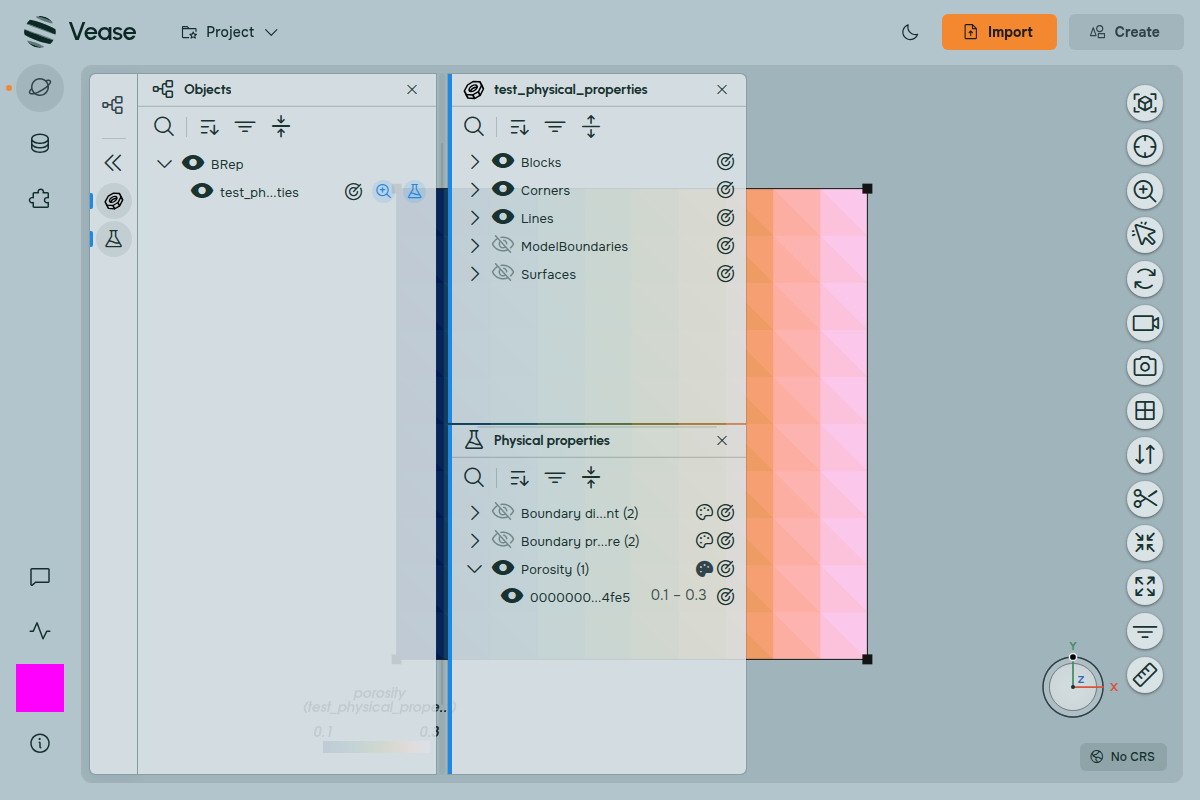 Vease
Project
Import
Create
Objects
BRep
test_ph...ties
test_physical_properties
Blocks
Corners
Lines
ModelBoundaries
Surfaces
Physical properties
Boundary di...nt (2)
Boundary pr...re (2)
Porosity (1)
0000000...4fe5
0.1 – 0.3
porosity
(test_physical_prope...)
0.1
0.3
Y
Z
X
No CRS